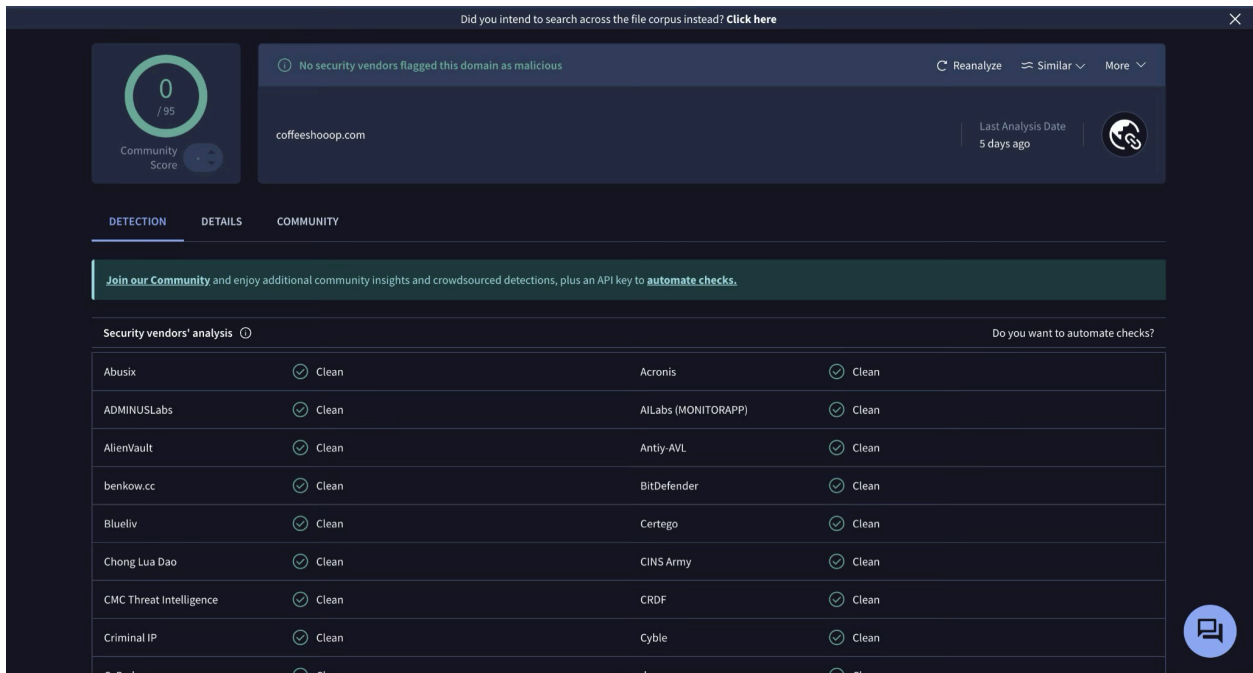 Did you intend to search across the file corpus instead? Click here
0
/ 95
Community
Score
No security vendors flagged this domain as malicious
Reanalyze Similar More
coffeeshooop.com
Last Analysis Date
5 days ago
DETECTION DETAILS COMMUNITY
Join our Community and enjoy additional community insights and crowdsourced detections, plus an API key to automate checks.
Security vendors' analysis Do you want to automate checks?
Abusix Clean Acronis Clean
ADMINUSLabs Clean AILabs (MONITORAPP) Clean
AlienVault Clean Antiy-AVL Clean
benkow.cc Clean BitDefender Clean
Blueliv Clean Certego Clean
Chong Lua Dao Clean CINS Army Clean
CMC Threat Intelligence Clean CRDF Clean
Criminal IP Clean Cyble Clean